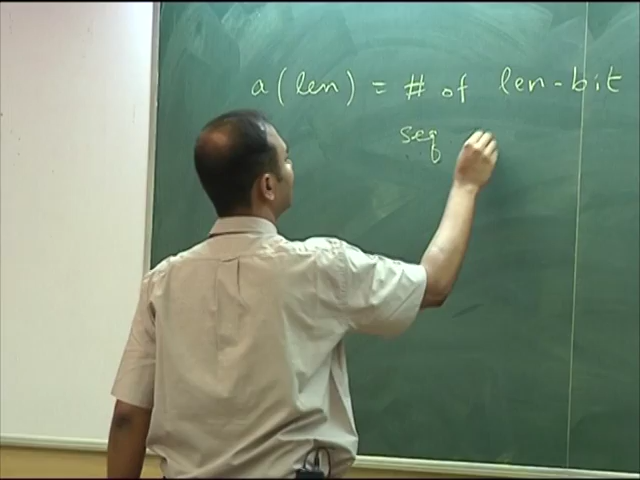 a(len) = # of len-bit
seq